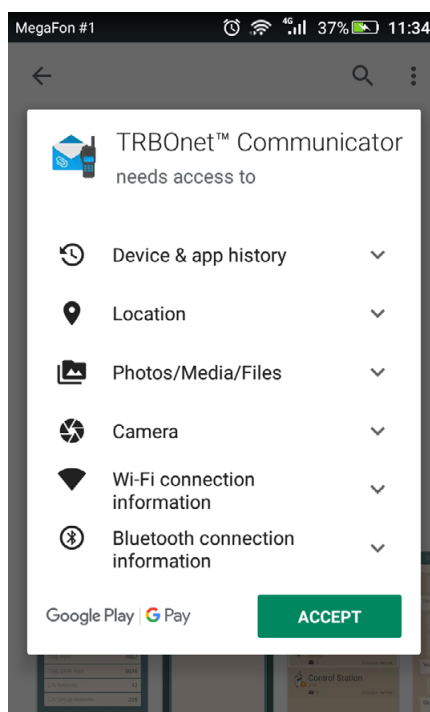 MegaFon #1 4G 37% 11:34
TRBOnet™ Communicator
needs access to
Device & app history
Location
Photos/Media/Files
Camera
Wi-Fi connection
information
Bluetooth connection
information
Google Play | G Pay
ACCEPT
Control Station